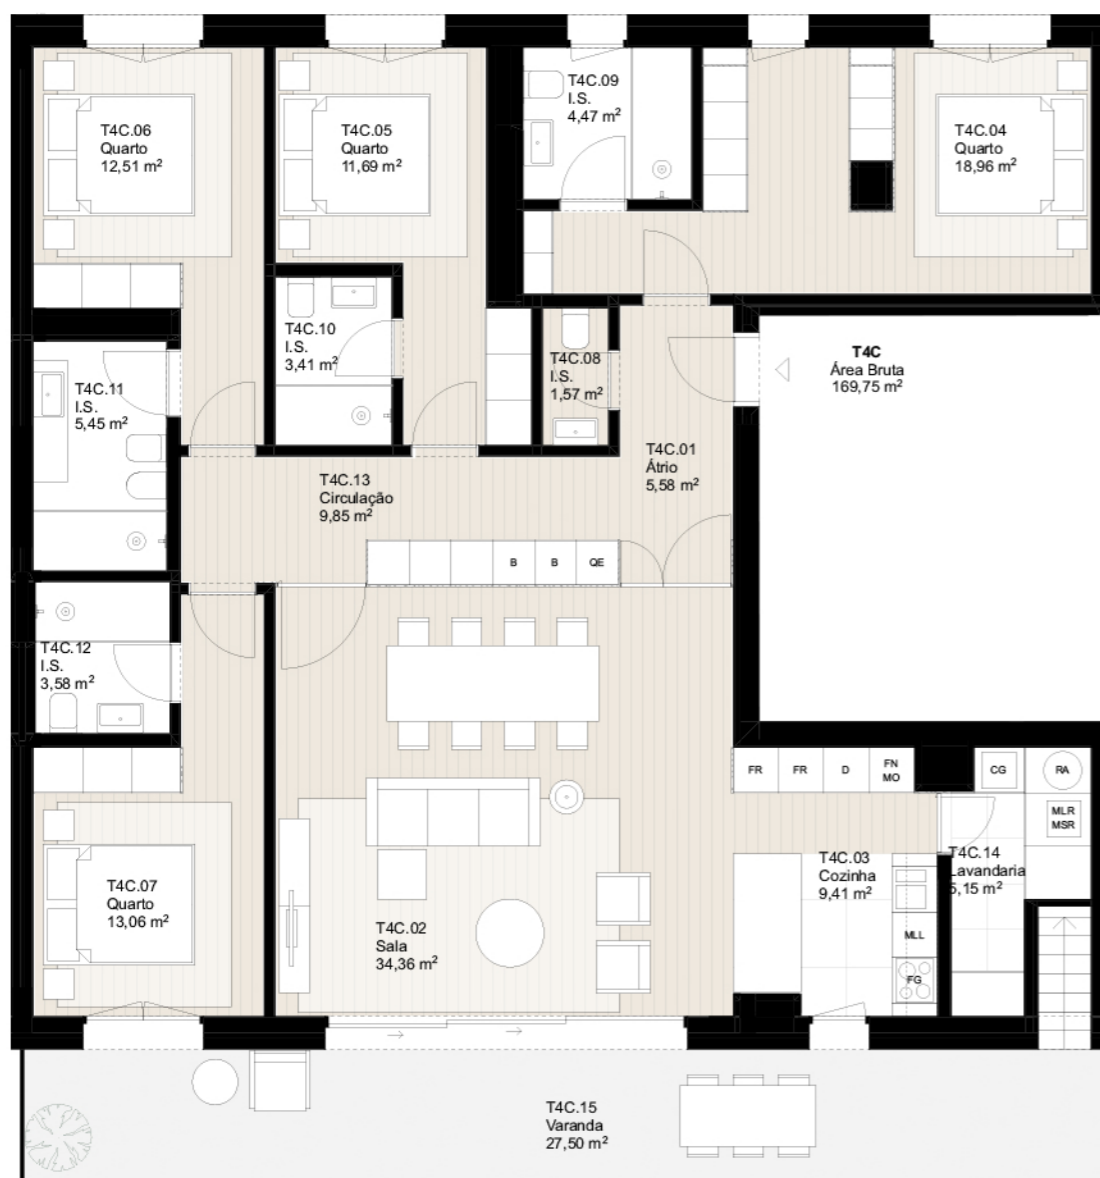 T4C.06
Quarto
12,51 m²
T4C.05
Quarto
11,69 m²
T4C.09
I.S.
4,47 m²
T4C.04
Quarto
18,96 m²
T4C.10
I.S.
3,41 m²
T4C.08
I.S.
1,57 m²
T4C
Área Bruta
169,75 m²
T4C.11
I.S.
5,45 m²
T4C.01
Átrio
5,58 m²
T4C.13
Circulação
9,85 m²
B
B
QE
T4C.12
I.S.
3,58 m²
FR
FR
D
FN
MO
CG
RA
MLR
MSR
T4C.03
Cozinha
9,41 m²
T4C.14
Lavandaria
5,15 m²
T4C.07
Quarto
13,06 m²
T4C.02
Sala
34,36 m²
MLL
FG
T4C.15
Varanda
27,50 m²